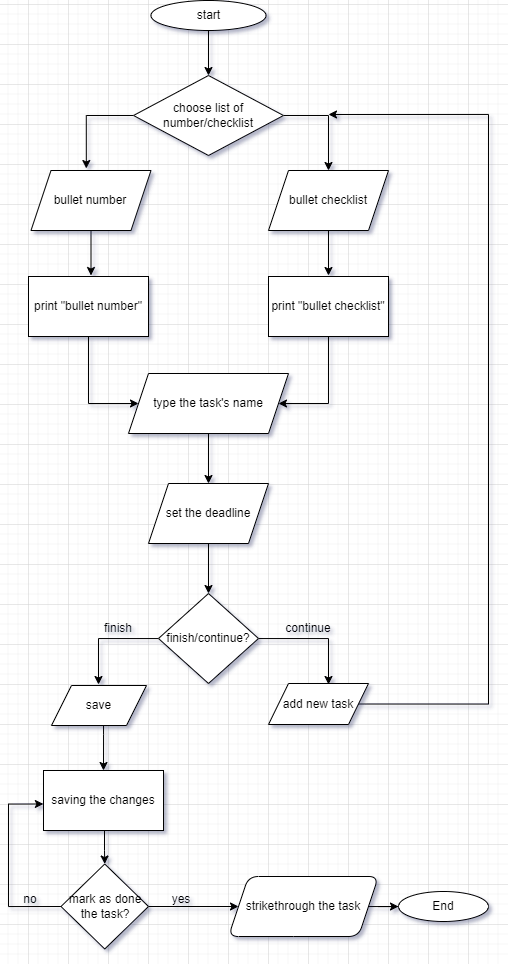 start
choose list of
number/checklist
bullet number
bullet checklist
print "bullet number"
print "bullet checklist"
type the task's name
set the deadline
finish
finish/continue?
continue
save
add new task
saving the changes
no
mark as done
the task?
yes
strikethrough the task
End